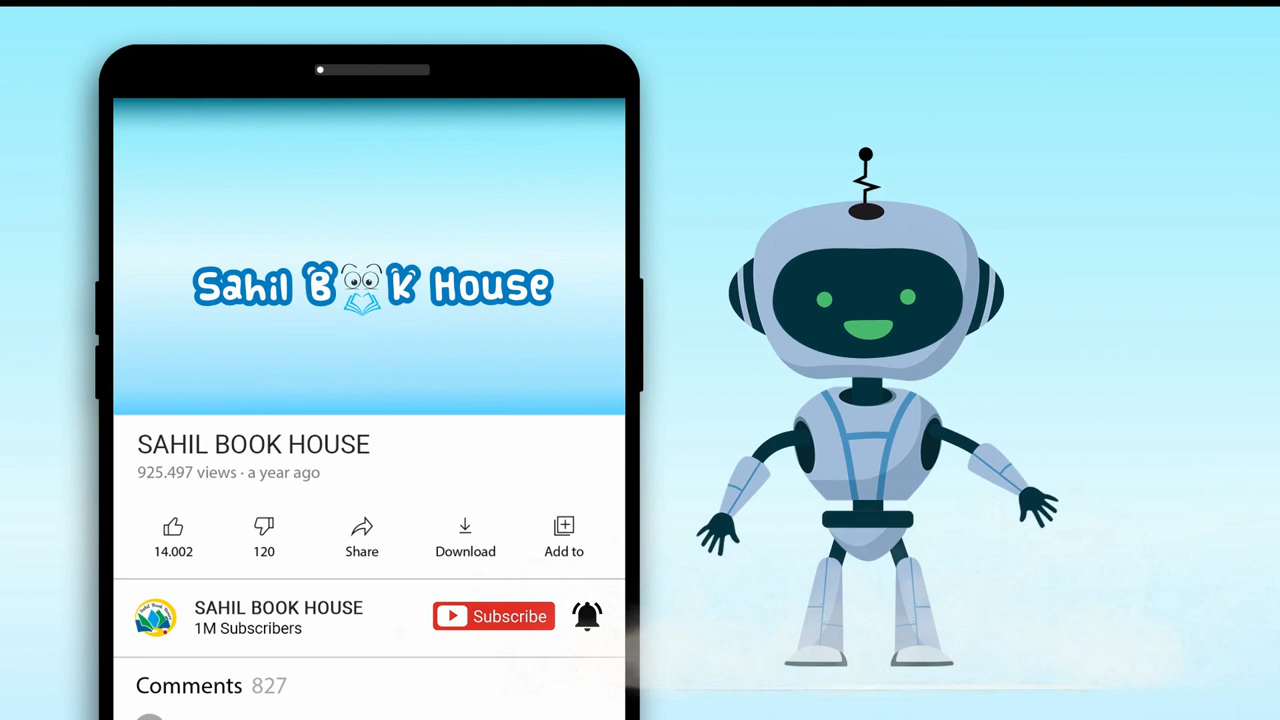 Sahil Book House
SAHIL BOOK HOUSE
925.497 views · a year ago
14.002
120
Share
Download
Add to
SAHIL BOOK HOUSE
1M Subscribers
Subscribe
Comments 827